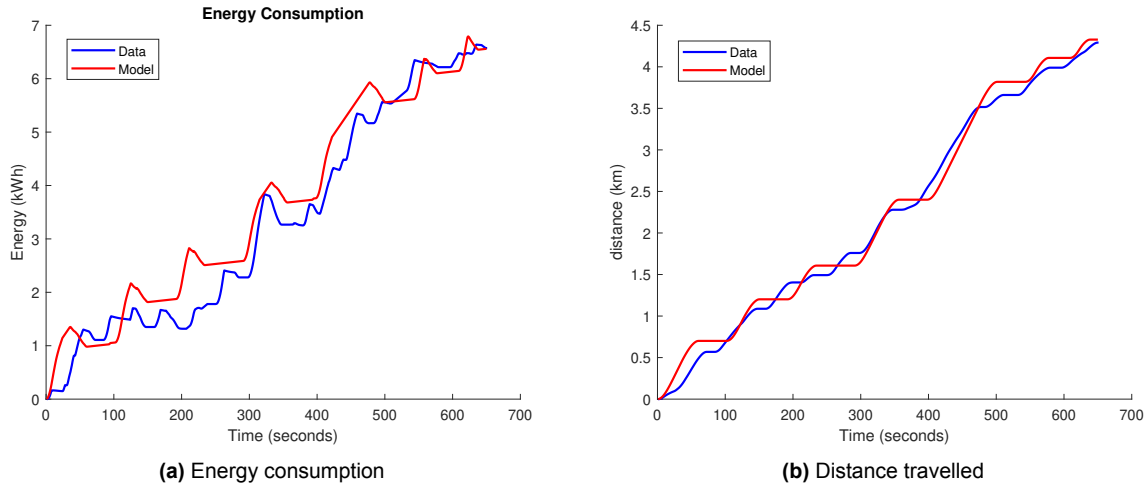 Energy Consumption
7
6
5
4
3
2
1
0
Energy (kWh)
Data
Model
0 100 200 300 400 500 600 700
Time (seconds)
(a) Energy consumption
4.5
4
3.5
3
2.5
2
1.5
1
0.5
0
distance (km)
Data
Model
0 100 200 300 400 500 600 700
Time (seconds)
(b) Distance travelled